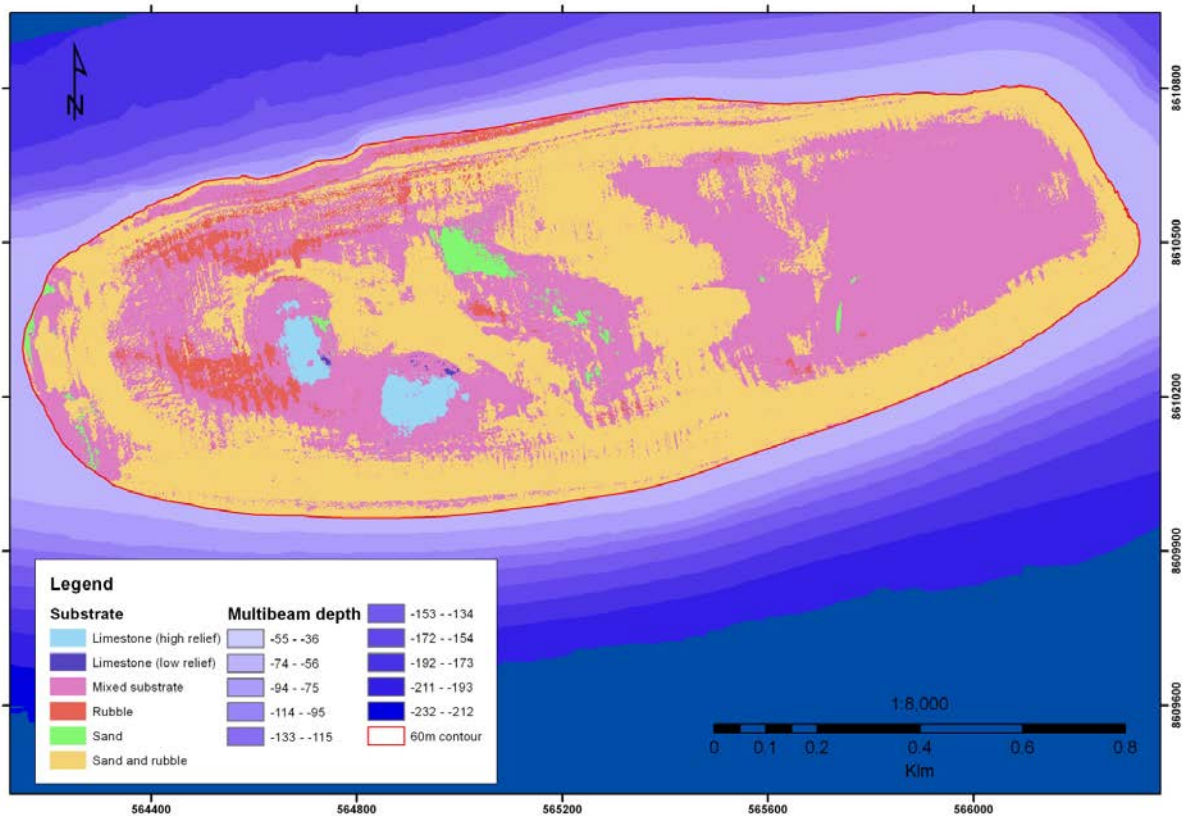 N
8610800
8610500
8610200
8609900
8609600
Legend
Substrate
Limestone (high relief)
Limestone (low relief)
Mixed substrate
Rubble
Sand
Sand and rubble
Multibeam depth
-55 - -36
-74 - -56
-94 - -75
-114 - -95
-133 - -115
-153 - -134
-172 - -154
-192 - -173
-211 - -193
-232 - -212
60m contour
1:8,000
0 0.1 0.2 0.4 0.6 0.8
Klm
564400 564800 565200 565600 566000